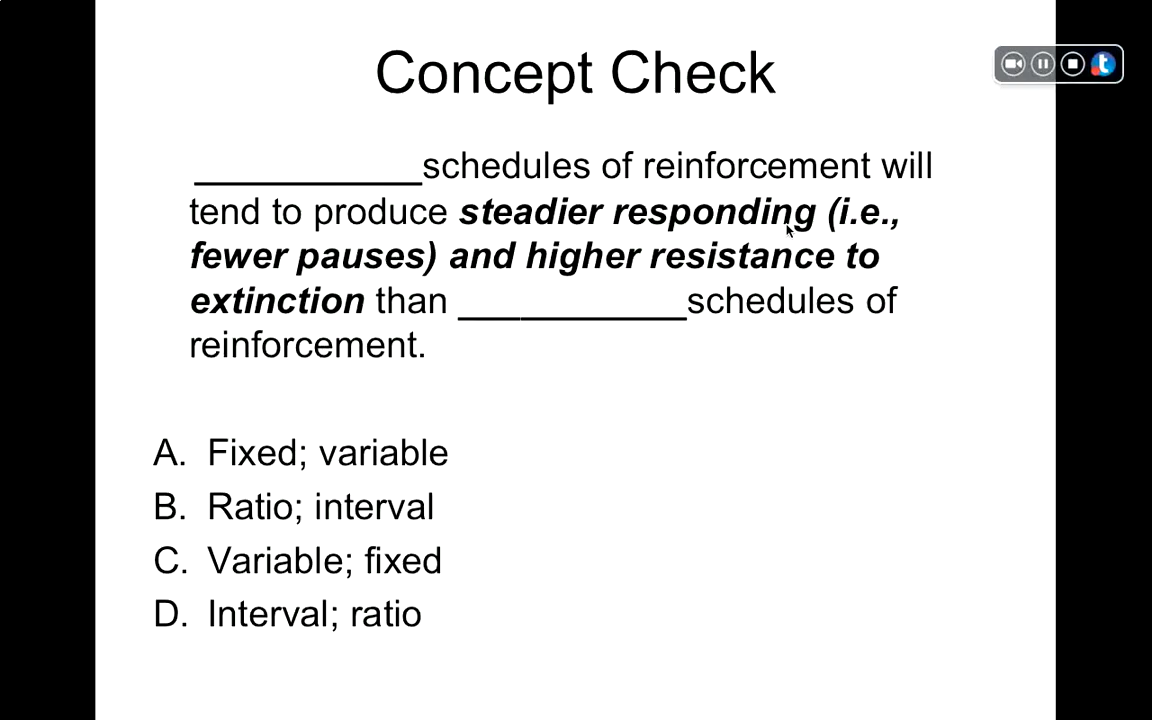 Concept Check
___________schedules of reinforcement will
tend to produce steadier responding (i.e.,
fewer pauses) and higher resistance to
extinction than ___________schedules of
reinforcement.
A. Fixed; variable
B. Ratio; interval
C. Variable; fixed
D. Interval; ratio
t